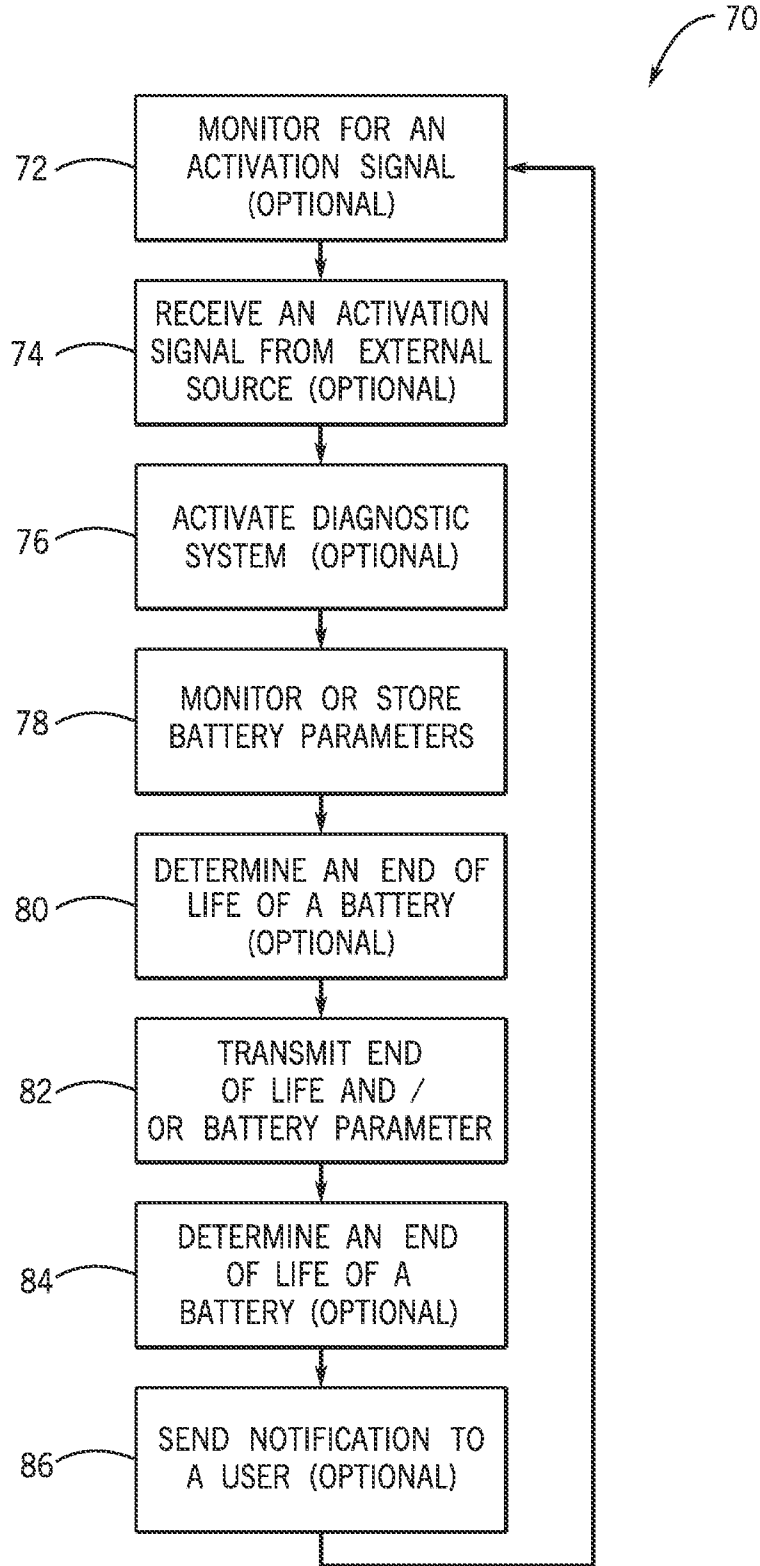 70
72
MONITOR FOR AN
ACTIVATION SIGNAL
(OPTIONAL)
74
RECEIVE AN ACTIVATION
SIGNAL FROM EXTERNAL
SOURCE (OPTIONAL)
76
ACTIVATE DIAGNOSTIC
SYSTEM (OPTIONAL)
78
MONITOR OR STORE
BATTERY PARAMETERS
80
DETERMINE AN END OF
LIFE OF A BATTERY
(OPTIONAL)
82
TRANSMIT END
OF LIFE AND /
OR BATTERY PARAMETER
84
DETERMINE AN END
OF LIFE OF A
BATTERY (OPTIONAL)
86
SEND NOTIFICATION TO
A USER (OPTIONAL)